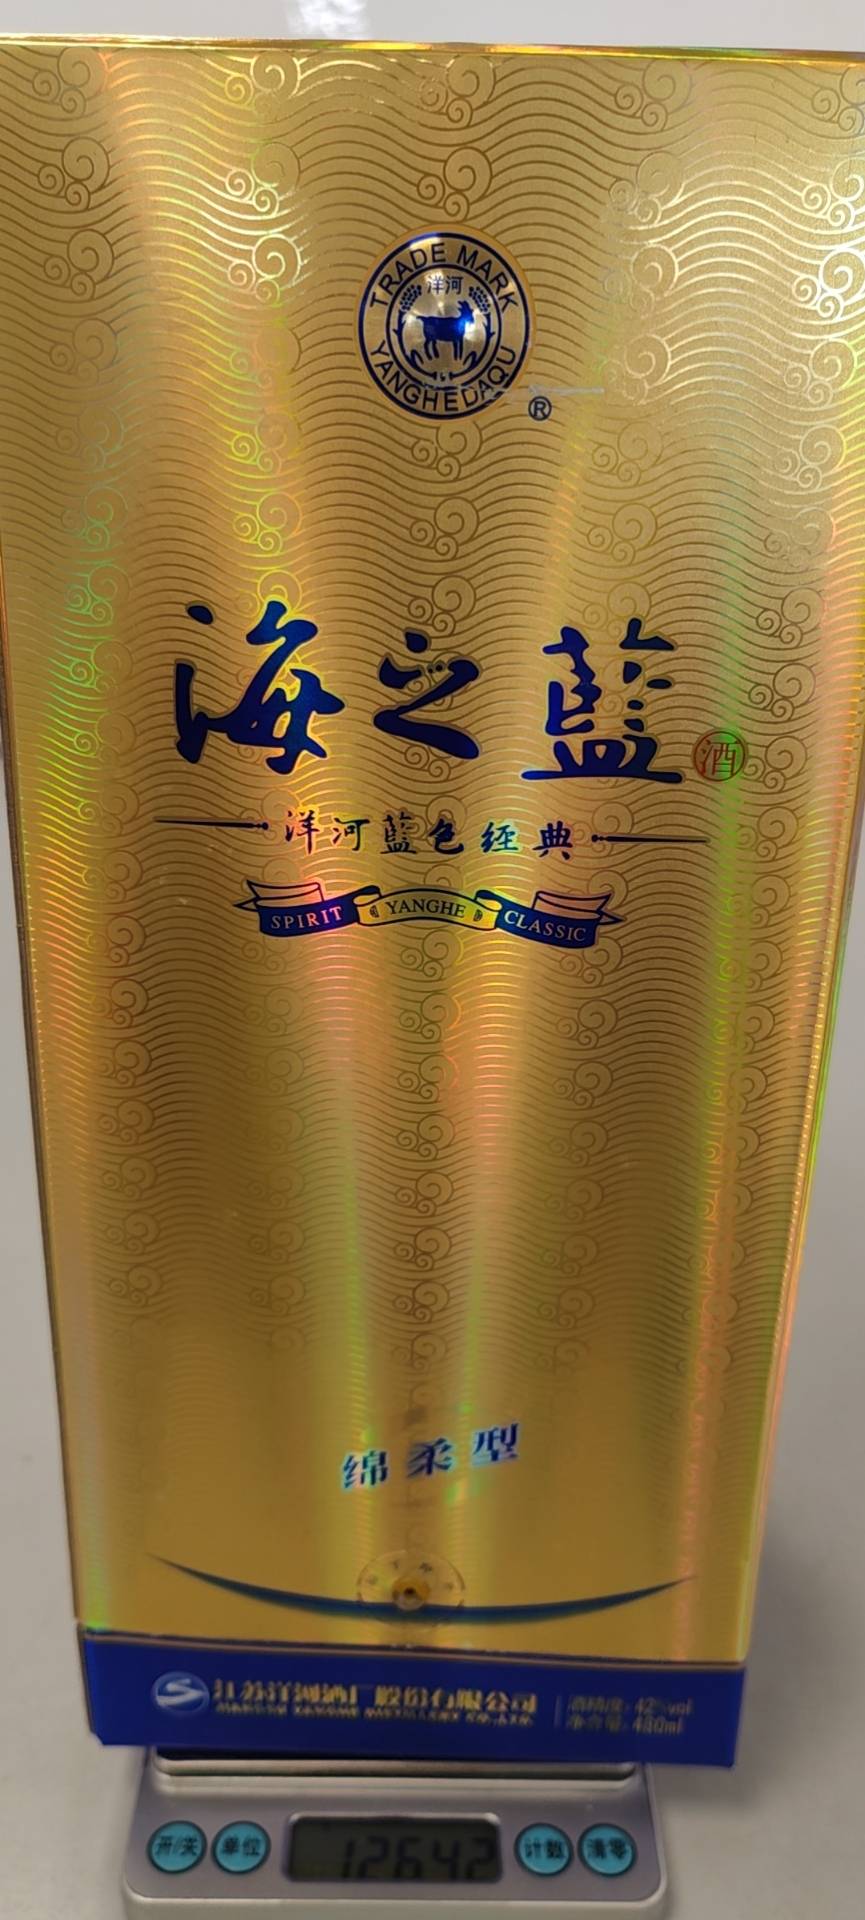 TRADE MARK
洋河
YANGHEDAQU
®
海之藍
酒
洋河藍色经典
SPIRIT YANGHE CLASSIC
绵柔型
江苏洋河酒厂股份有限公司
酒精度:42%vol
净含量:480ml
开/关 单位 12642 计数 清零